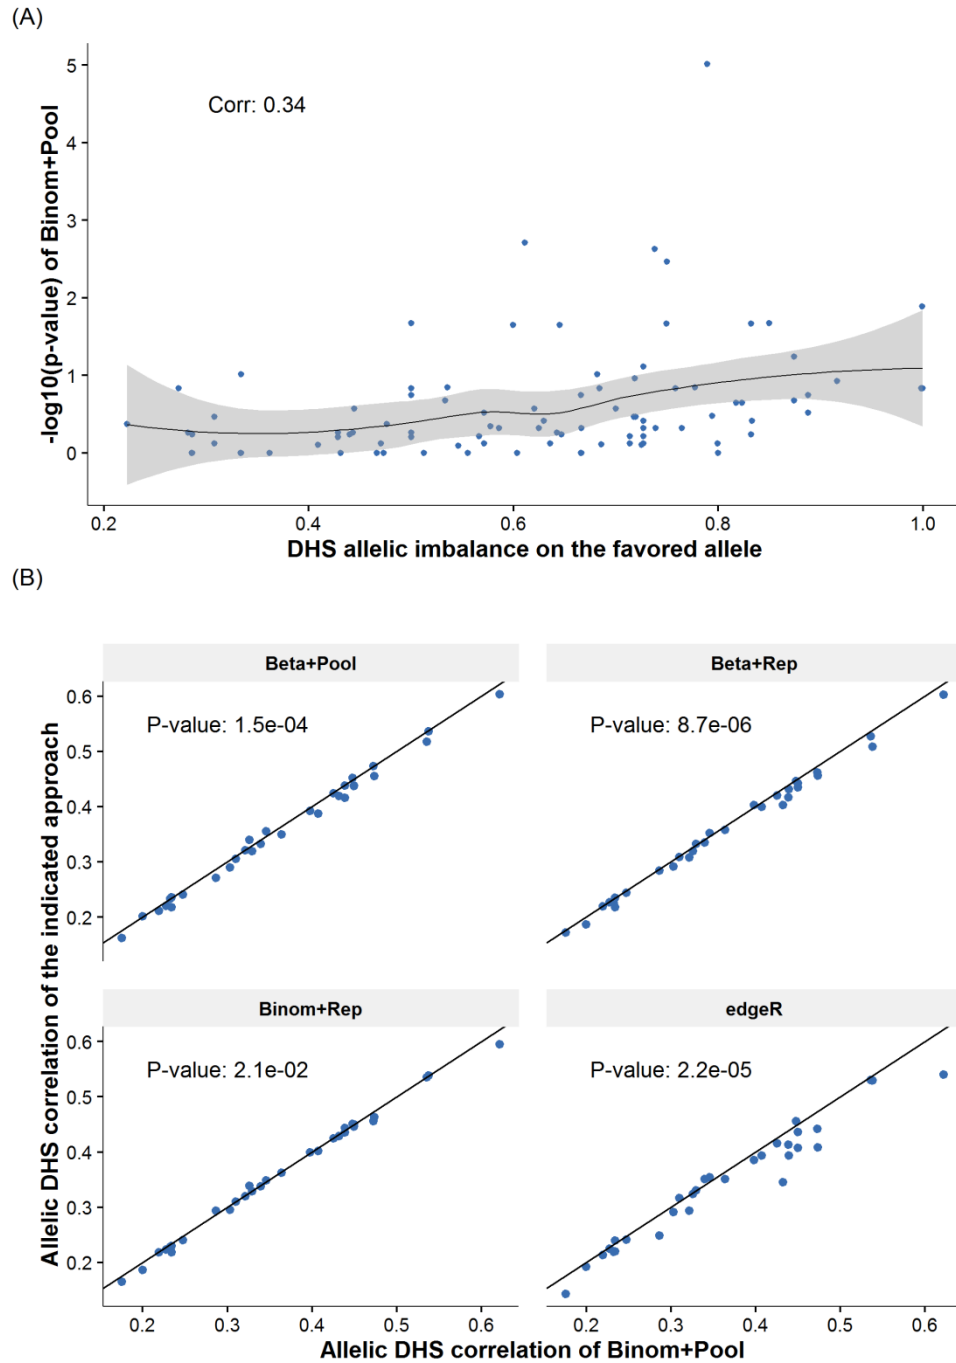 (A)
-log10(p-value) of Binom+Pool
5
4
3
2
1
0
Corr: 0.34
0.2 0.4 0.6 0.8 1.0
DHS allelic imbalance on the favored allele
(B)
Allelic DHS correlation of the indicated approach
Beta+Pool
Beta+Rep
0.6
0.5
0.4
0.3
0.2
P-value: 1.5e-04
P-value: 8.7e-06
Binom+Rep
edgeR
0.6
0.5
0.4
0.3
0.2
P-value: 2.1e-02
P-value: 2.2e-05
0.2 0.3 0.4 0.5 0.6
0.2 0.3 0.4 0.5 0.6
Allelic DHS correlation of Binom+Pool